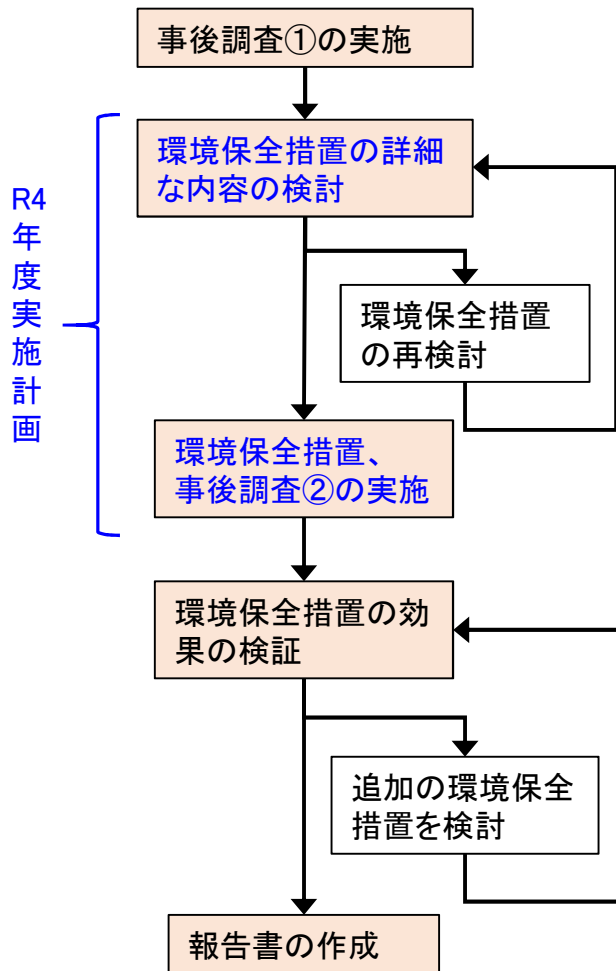 事後調査①の実施
環境保全措置の詳細
な内容の検討
R4
年度実施計画
環境保全措置
の再検討
環境保全措置、
事後調査②の実施
環境保全措置の効
果の検証
追加の環境保全
措置を検討
報告書の作成